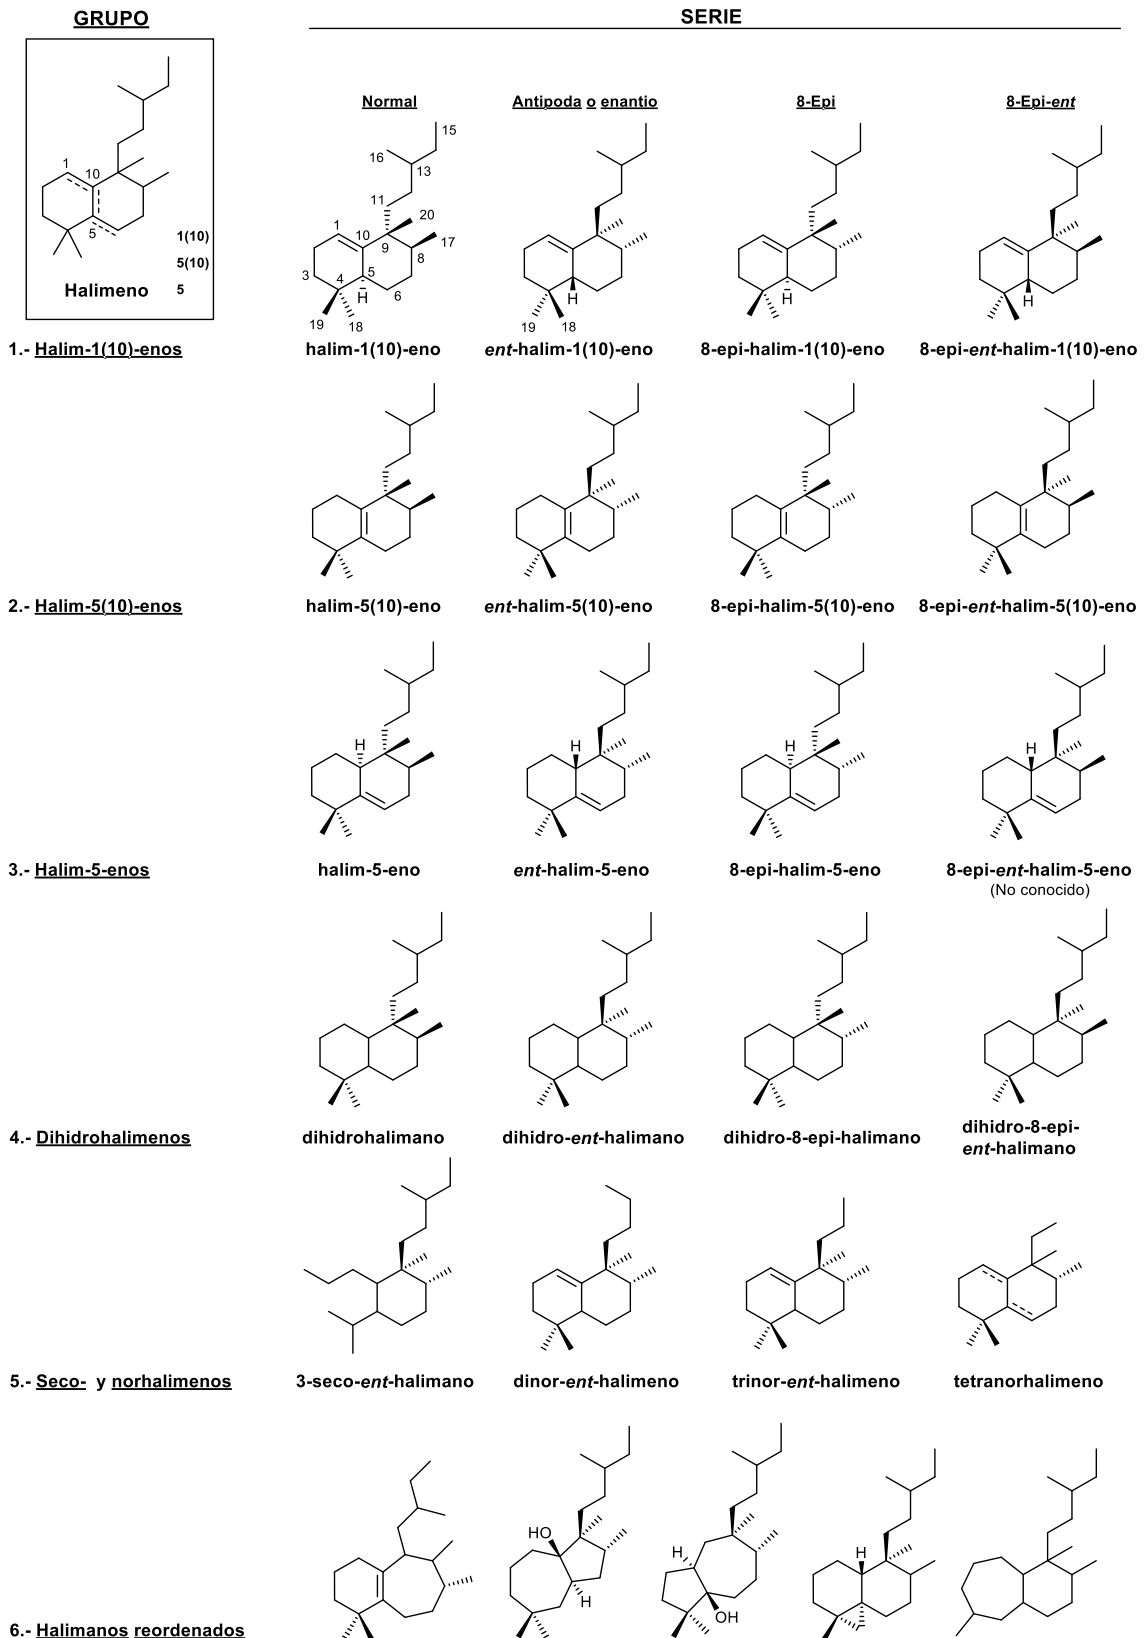 GRUPO
SERIE
Normal
Antipoda o enantio
8-Epi
8-Epi-ent
1
10
5
1(10)
5(10)
5
Halimeno
15
16
13
11
20
1
10
17
9
8
3
4
5
H
6
19
18
H
19
18
H
H
1.- Halim-1(10)-enos
halim-1(10)-eno
ent-halim-1(10)-eno
8-epi-halim-1(10)-eno
8-epi-ent-halim-1(10)-eno
2.- Halim-5(10)-enos
halim-5(10)-eno
ent-halim-5(10)-eno
8-epi-halim-5(10)-eno
8-epi-ent-halim-5(10)-eno
H
H
H
H
3.- Halim-5-enos
halim-5-eno
ent-halim-5-eno
8-epi-halim-5-eno
8-epi-ent-halim-5-eno
(No conocido)
4.- Dihidrohalimenos
dihidrohalimano
dihidro-ent-halimano
dihidro-8-epi-halimano
dihidro-8-epi-
ent-halimano
5.- Seco- y norhalimenos
3-seco-ent-halimano
dinor-ent-halimeno
trinor-ent-halimeno
tetranorhalimeno
HO
H
H
OH
H
6.- Halimanos reordenados